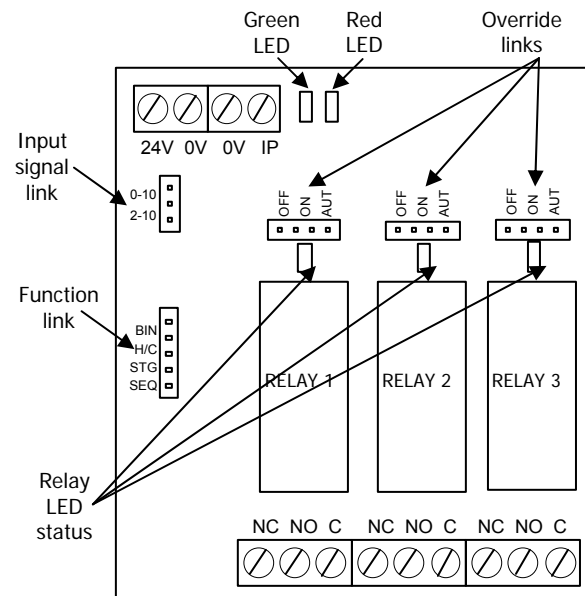 Green
LED
Red
LED
Override
links
24V 0V 0V IP
Input
signal
link
0-10
2-10
OFF ON AUT
OFF ON AUT
OFF ON AUT
Function
link
BIN
H/C
STG
SEQ
RELAY 1
RELAY 2
RELAY 3
Relay
LED
status
NC NO C
NC NO C
NC NO C